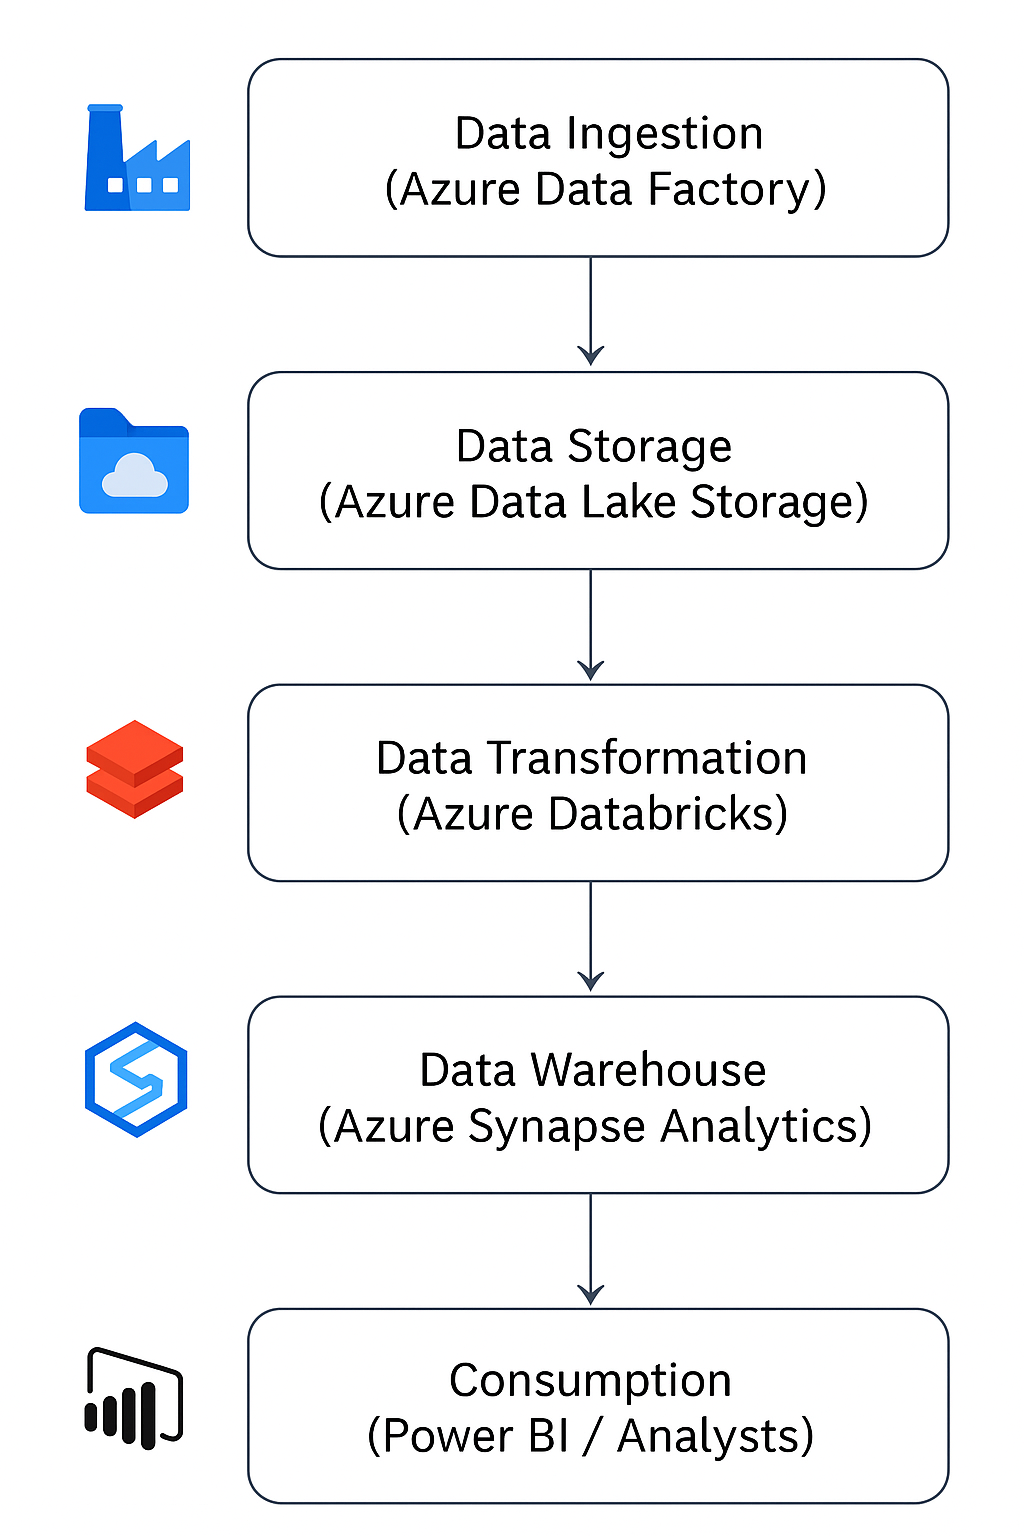 Data Ingestion
(Azure Data Factory)
Data Storage
(Azure Data Lake Storage)
Data Transformation
(Azure Databricks)
Data Warehouse
(Azure Synapse Analytics)
Consumption
(Power BI / Analysts)